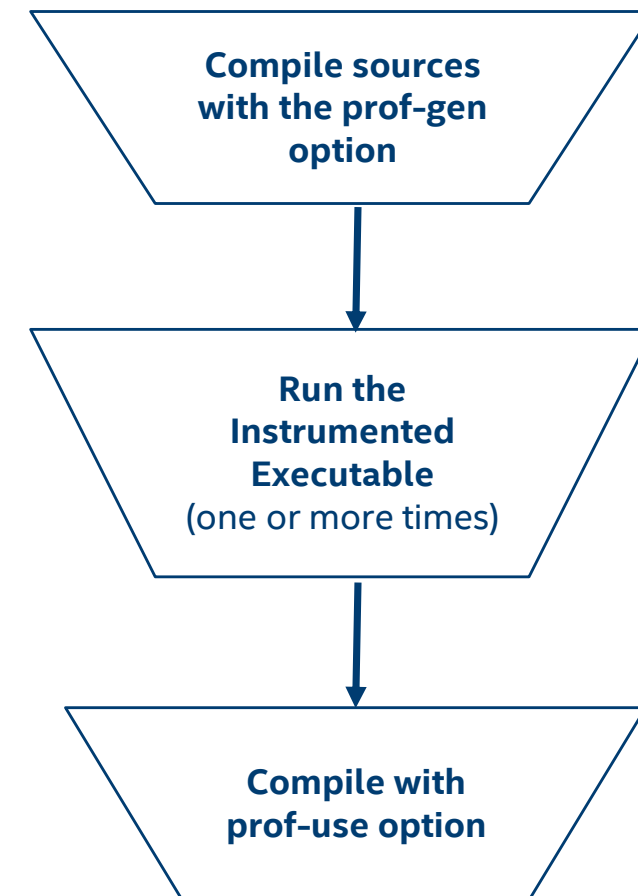 Compile sources
with the prof-gen
option
Run the
Instrumented
Executable
(one or more times)
Compile with
prof-use option